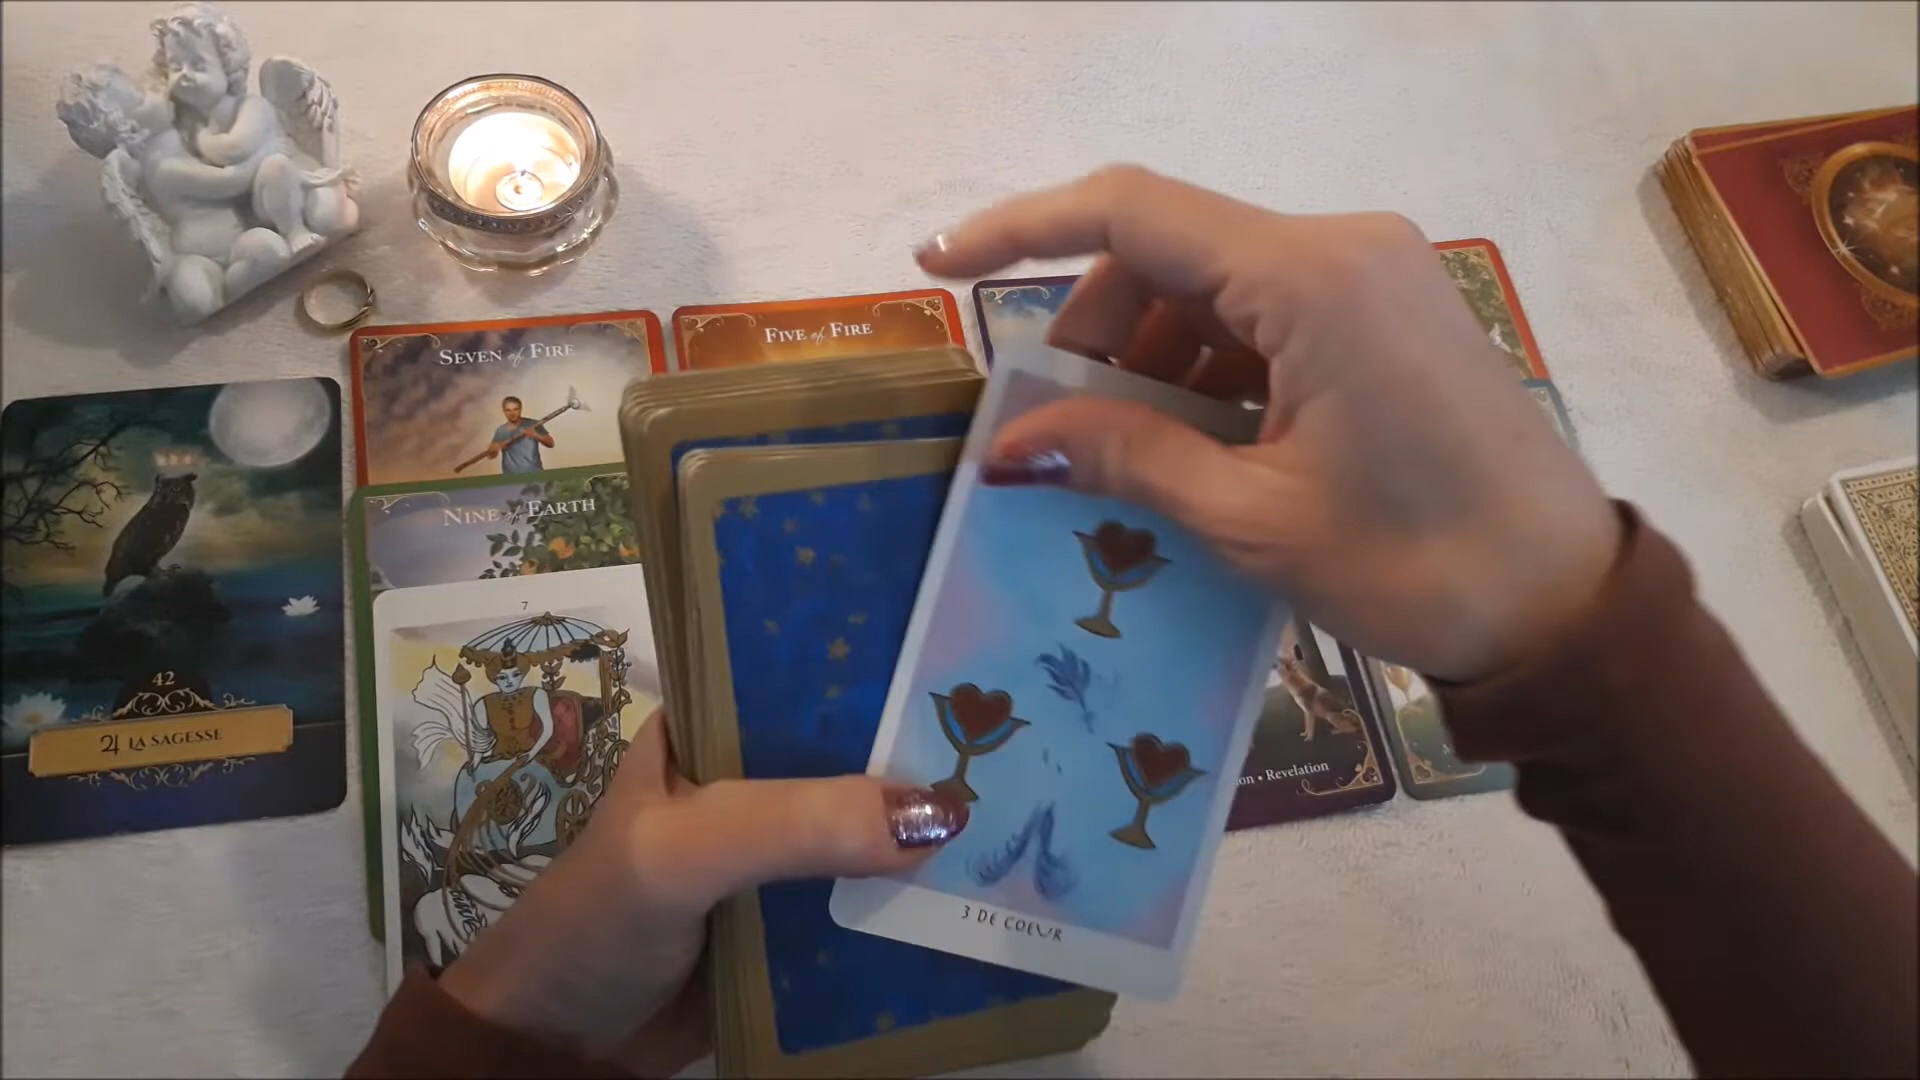 SEVEN of FIRE
FIVE of FIRE
NINE of EARTH
7
42
♃ LA SAGESSE
on • Revelation
3 DE COEUR